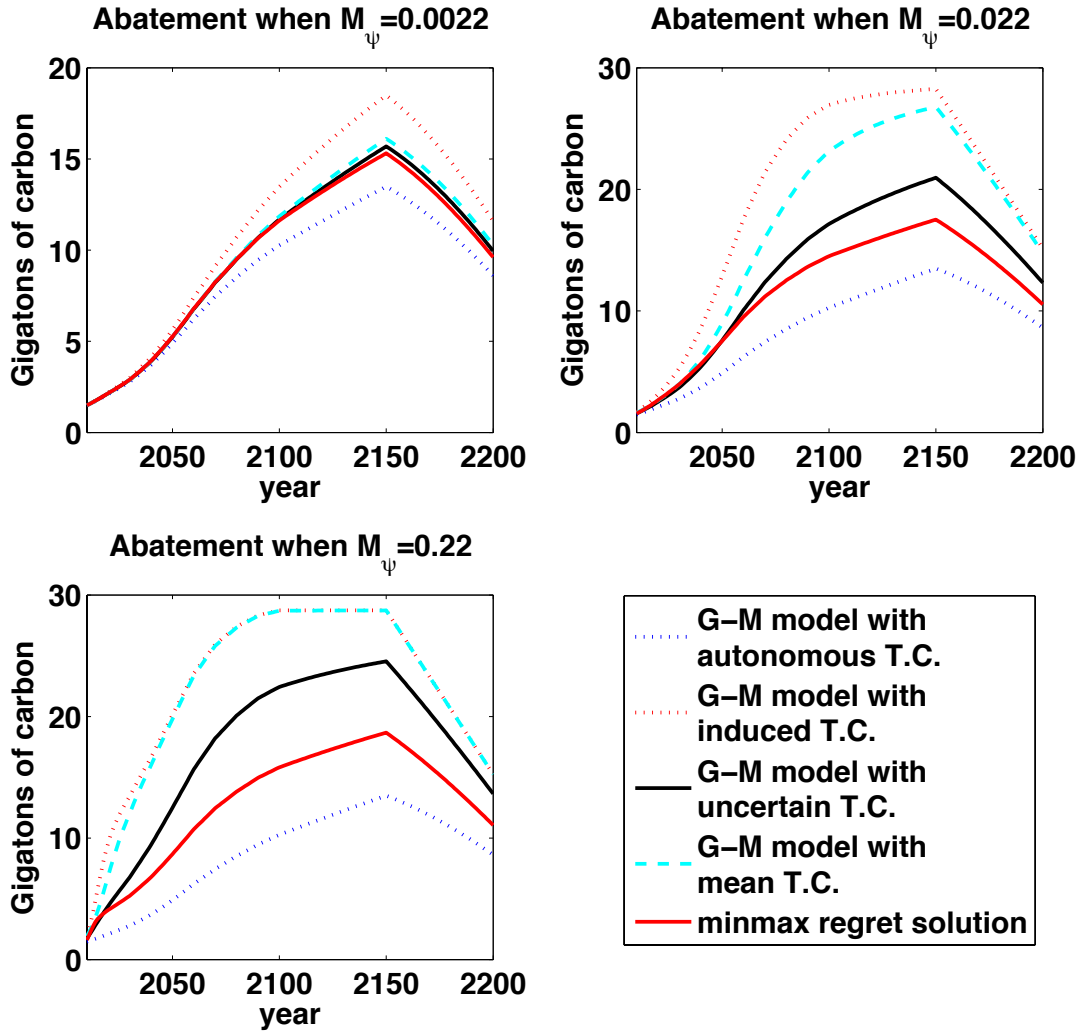 Abatement when M_ψ=0.0022
Gigatons of carbon
20
15
10
5
0
2050 2100 2150 2200
year
Abatement when M_ψ=0.022
Gigatons of carbon
30
20
10
0
2050 2100 2150 2200
year
Abatement when M_ψ=0.22
Gigatons of carbon
30
20
10
0
2050 2100 2150 2200
year
G−M model with
autonomous T.C.
G−M model with
induced T.C.
G−M model with
uncertain T.C.
G−M model with
mean T.C.
minmax regret solution